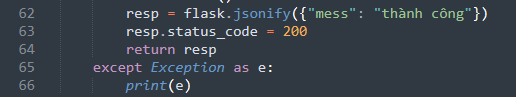 62 resp = flask.jsonify({"mess": "thành công"})
63 resp.status_code = 200
64 return resp
65 except Exception as e:
66 print(e)